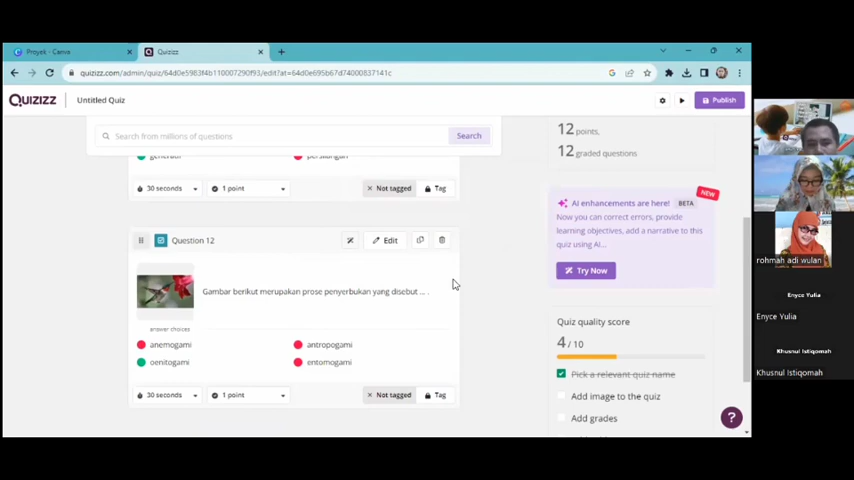 Proyek - Canva
Quizizz
quizizz.com/admin/quiz/64d0e5983f4b110007290f93/edit?at=64d0e695b67d74000837141c
QUIZIZZ
Untitled Quiz
Publish
Search from millions of questions
Search
12
points,
12 graded questions
generatif
persilangan
30 seconds
1 point
Not tagged
Tag
NEW
AI enhancements are here! BETA
Now you can correct errors, provide
learning objectives, add a narrative to this
quiz using AI...
Try Now
Question 12
Edit
Gambar berikut merupakan prose penyerbukan yang disebut ... .
answer choices
anemogami
antropogami
oenitogami
entomogami
30 seconds
1 point
Not tagged
Tag
Quiz quality score
4 / 10
Pick a relevant quiz name
Add image to the quiz
Add grades
?
rohmah adi wulan
Enyce Yulia
Enyce Yulia
Khusnul Istiqomah
Khusnul Istiqomah